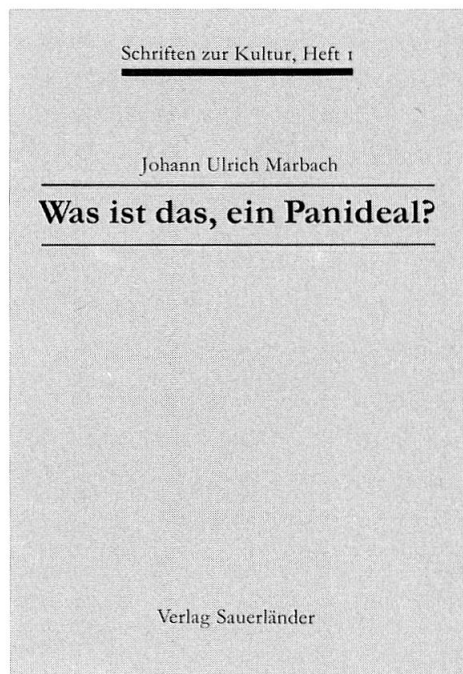 Schriften zur Kultur, Heft 1
Johann Ulrich Marbach
Was ist das, ein Panideal?
Verlag Sauerländer